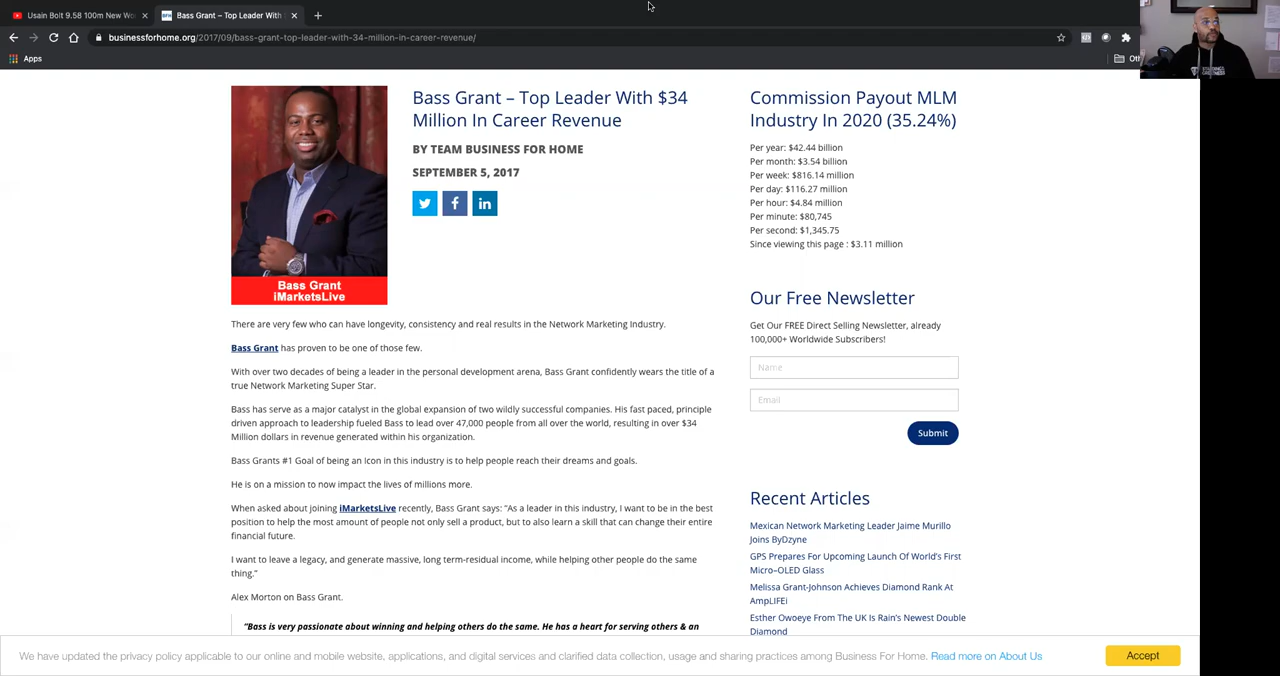 Usain Bolt 9.58 100m New Wo
Bass Grant – Top Leader With
businessforhome.org/2017/09/bass-grant-top-leader-with-34-million-in-career-revenue/
Apps
Bass Grant
iMarketsLive
Bass Grant – Top Leader With $34
Million In Career Revenue
BY TEAM BUSINESS FOR HOME
SEPTEMBER 5, 2017
There are very few who can have longevity, consistency and real results in the Network Marketing Industry.
Bass Grant has proven to be one of those few.
With over two decades of being a leader in the personal development arena, Bass Grant confidently wears the title of a
true Network Marketing Super Star.
Bass has serve as a major catalyst in the global expansion of two wildly successful companies. His fast paced, principle
driven approach to leadership fueled Bass to lead over 47,000 people from all over the world, resulting in over $34
Million dollars in revenue generated within his organization.
Bass Grants #1 Goal of being an Icon in this industry is to help people reach their dreams and goals.
He is on a mission to now impact the lives of millions more.
When asked about joining iMarketsLive recently, Bass Grant says: “As a leader in this industry, I want to be in the best
position to help the most amount of people not only sell a product, but to also learn a skill that can change their entire
financial future.
I want to leave a legacy, and generate massive, long term-residual income, while helping other people do the same
thing.”
Alex Morton on Bass Grant.
“Bass is very passionate about winning and helping others do the same. He has a heart for serving others & an
Commission Payout MLM
Industry In 2020 (35.24%)
Per year: $42.44 billion
Per month: $3.54 billion
Per week: $816.14 million
Per day: $116.27 million
Per hour: $4.84 million
Per minute: $80,745
Per second: $1,345.75
Since viewing this page : $3.11 million
Our Free Newsletter
Get Our FREE Direct Selling Newsletter, already
100,000+ Worldwide Subscribers!
Name
Email
Submit
Recent Articles
Mexican Network Marketing Leader Jaime Murillo
Joins ByDzyne
GPS Prepares For Upcoming Launch Of World’s First
Micro–OLED Glass
Melissa Grant-Johnson Achieves Diamond Rank At
AmpLIFEi
Esther Owoeye From The UK Is Rain’s Newest Double
Diamond
We have updated the privacy policy applicable to our online and mobile website, applications, and digital services and clarified data collection, usage and sharing practices among Business For Home. Read more on About Us
Accept